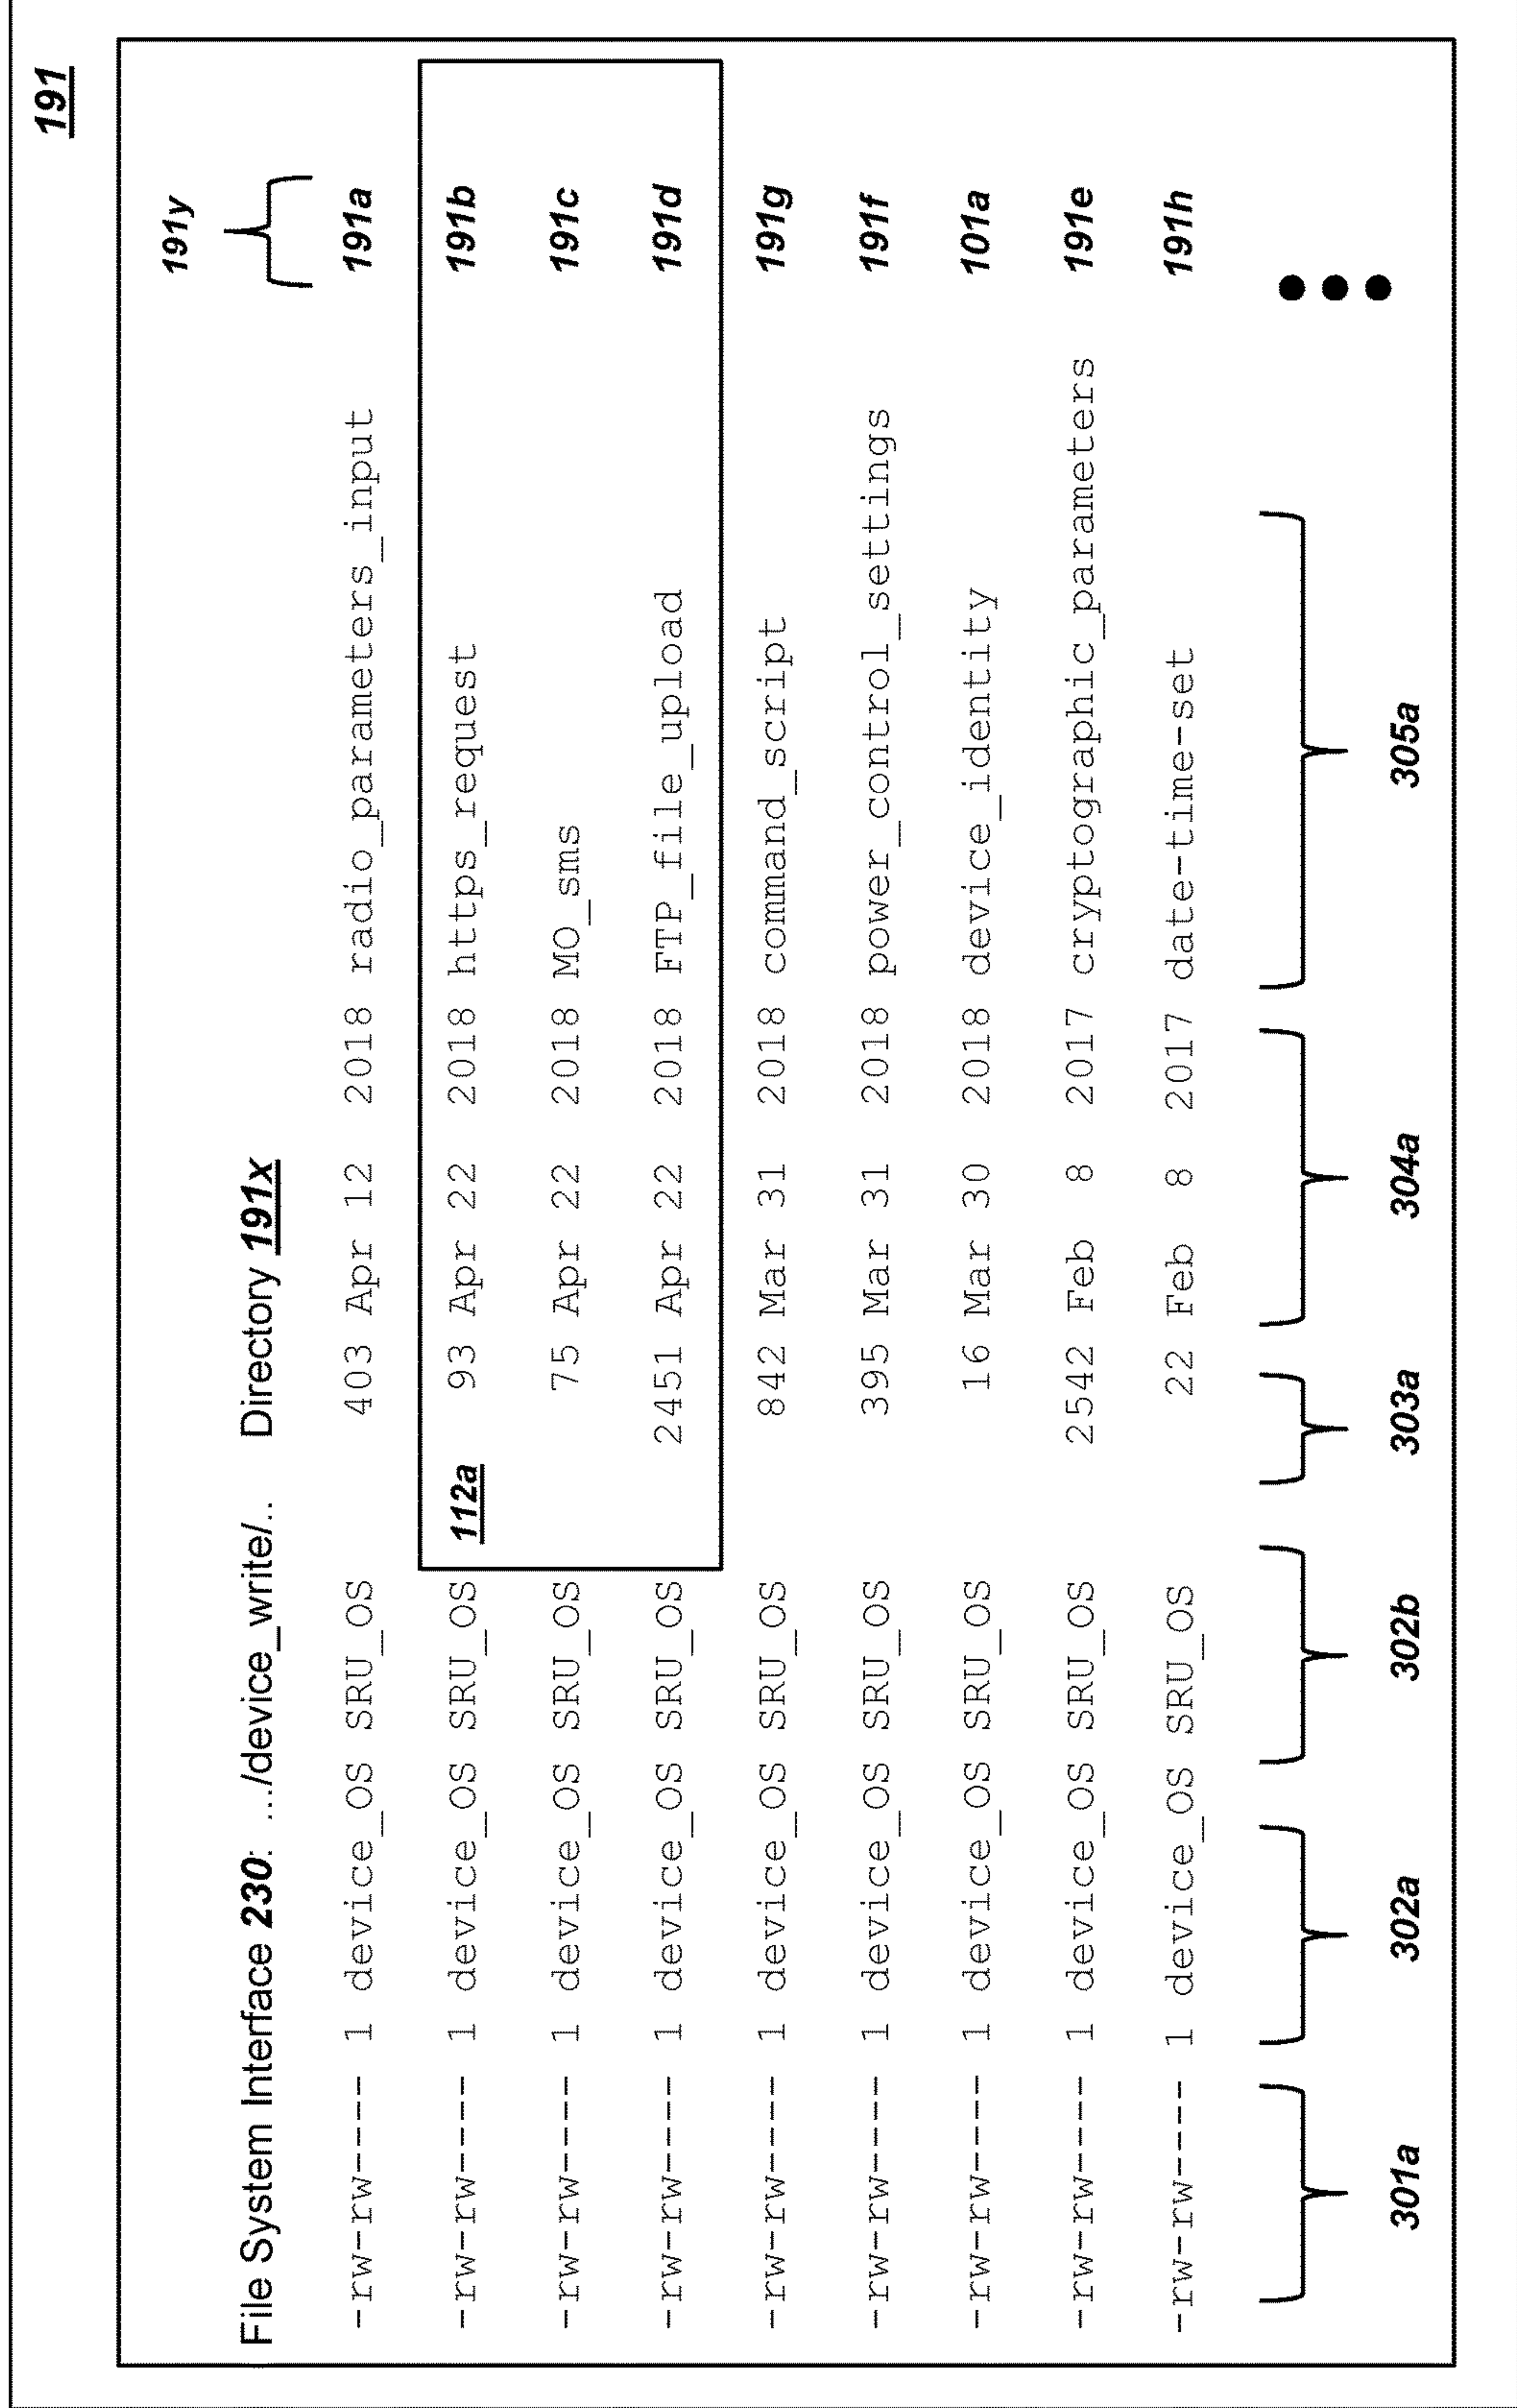 191
191y
File System Interface 230: .../device_write/.. Directory 191x
-rw-rw---- 1 device_OS SRU_OS 403 Apr 12 2018 radio_parameters_input 191a
-rw-rw---- 1 device_OS SRU_OS 93 Apr 22 2018 https_request 191b
112a
-rw-rw---- 1 device_OS SRU_OS 75 Apr 22 2018 MO_sms 191c
-rw-rw---- 1 device_OS SRU_OS 2451 Apr 22 2018 FTP_file_upload 191d
-rw-rw---- 1 device_OS SRU_OS 842 Mar 31 2018 command_script 191g
-rw-rw---- 1 device_OS SRU_OS 395 Mar 31 2018 power_control_settings 191f
-rw-rw---- 1 device_OS SRU_OS 16 Mar 30 2018 device_identity 101a
-rw-rw---- 1 device_OS SRU_OS 2542 Feb 8 2017 cryptographic_parameters 191e
-rw-rw---- 1 device_OS SRU_OS 22 Feb 8 2017 date-time-set 191h
301a 302a 302b 303a 304a 305a